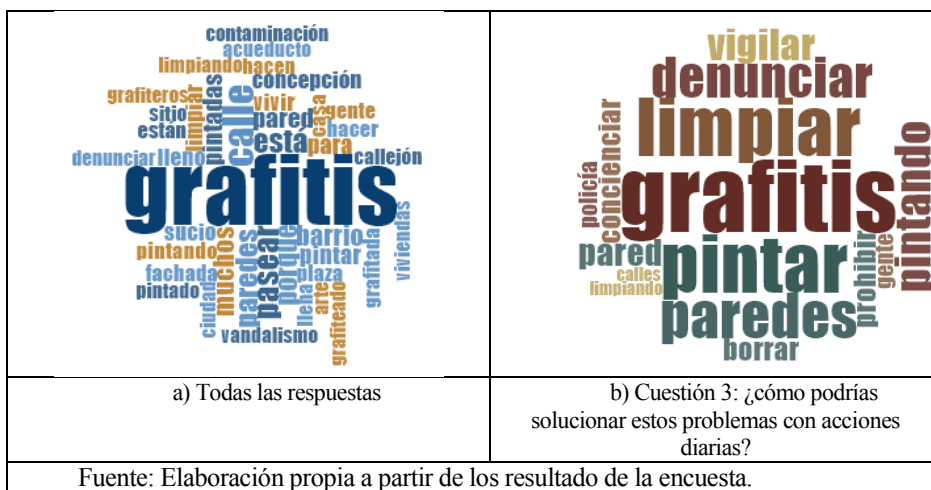 contaminación
acueducto
limpiando hacen
grafiteros
limpiar
pintadas
calle
concepción
vivir
casa
gente
sitio
pared
están
está
para
hacer
denunciar
lleno
callejón
grafitis
sucio
pintando
muchos
paredes
pasear
porque
barrio
pintar
plaza
grafitada
viviendas
fachada
pintado
ciudad
llena
arte
grafiteado
vandalismo
vigilar
denunciar
limpiar
policía
concienciar
grafitis
pintando
pared
pintar
prohibir
gente
calles
limpiando
paredes
borrar
a) Todas las respuestas
b) Cuestión 3: ¿cómo podrías
solucionar estos problemas con acciones
diarias?
Fuente: Elaboración propia a partir de los resultado de la encuesta.